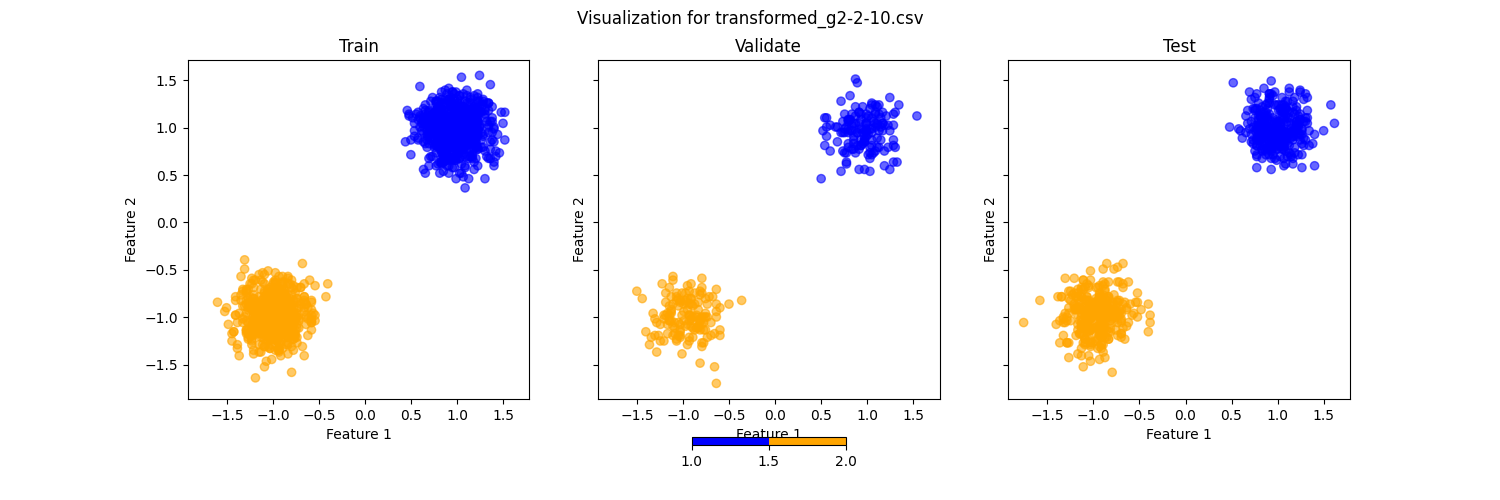 Visualization for transformed_g2-2-10.csv
Train
Validate
Test
1.5
1.0
0.5
0.0
−0.5
−1.0
−1.5
Feature 2
Feature 2
Feature 2
−1.5 −1.0 −0.5 0.0 0.5 1.0 1.5
−1.5 −1.0 −0.5 0.0 0.5 1.0 1.5
−1.5 −1.0 −0.5 0.0 0.5 1.0 1.5
Feature 1
Feature 1
Feature 1
1.0 1.5 2.0